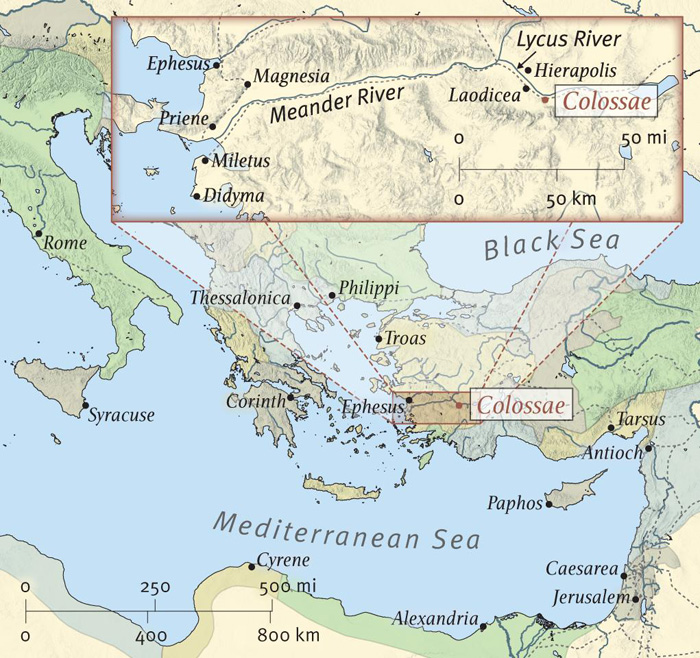 Lycus River
Ephesus
Hierapolis
Magnesia
Laodicea
Colossae
Meander River
Priene
0 50 mi
Miletus
Didyma
0 50 km
Rome
Black Sea
Philippi
Thessalonica
Troas
Corinth
Ephesus
Colossae
Syracuse
Tarsus
Antioch
Paphos
Mediterranean Sea
Cyrene
Caesarea
0 250 500 mi
Jerusalem
Alexandria
0 400 800 km